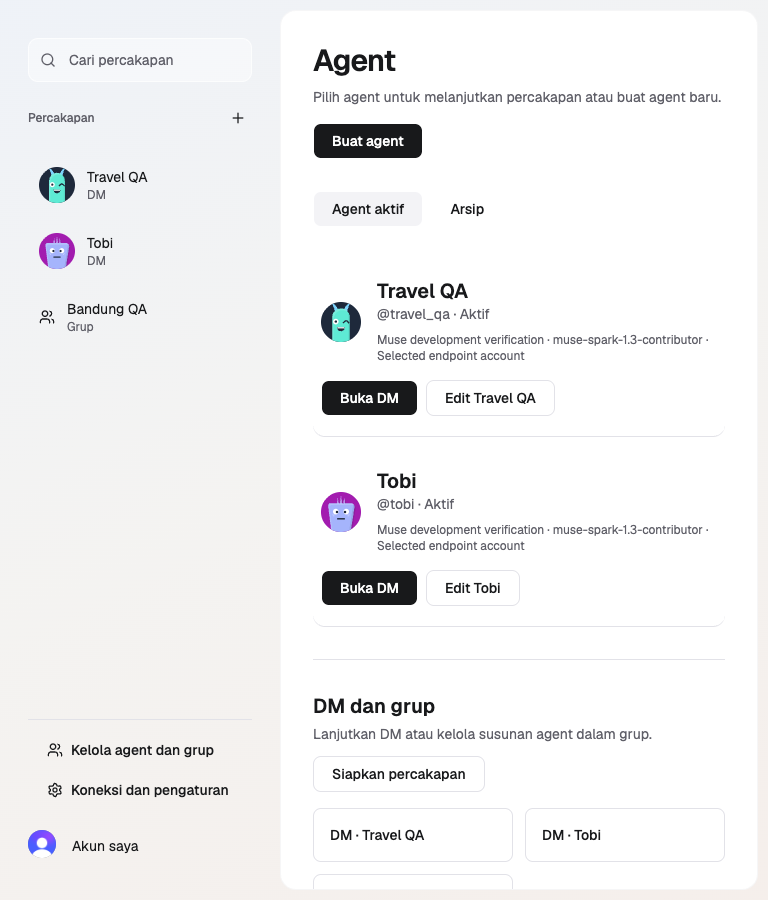 Cari percakapan
Percakapan
Travel QA
DM
Tobi
DM
Bandung QA
Grup
Kelola agent dan grup
Koneksi dan pengaturan
Akun saya
Agent
Pilih agent untuk melanjutkan percakapan atau buat agent baru.
Buat agent
Agent aktif
Arsip
Travel QA
@travel_qa · Aktif
Muse development verification · muse-spark-1.3-contributor ·
Selected endpoint account
Buka DM
Edit Travel QA
Tobi
@tobi · Aktif
Muse development verification · muse-spark-1.3-contributor ·
Selected endpoint account
Buka DM
Edit Tobi
DM dan grup
Lanjutkan DM atau kelola susunan agent dalam grup.
Siapkan percakapan
DM · Travel QA
DM · Tobi